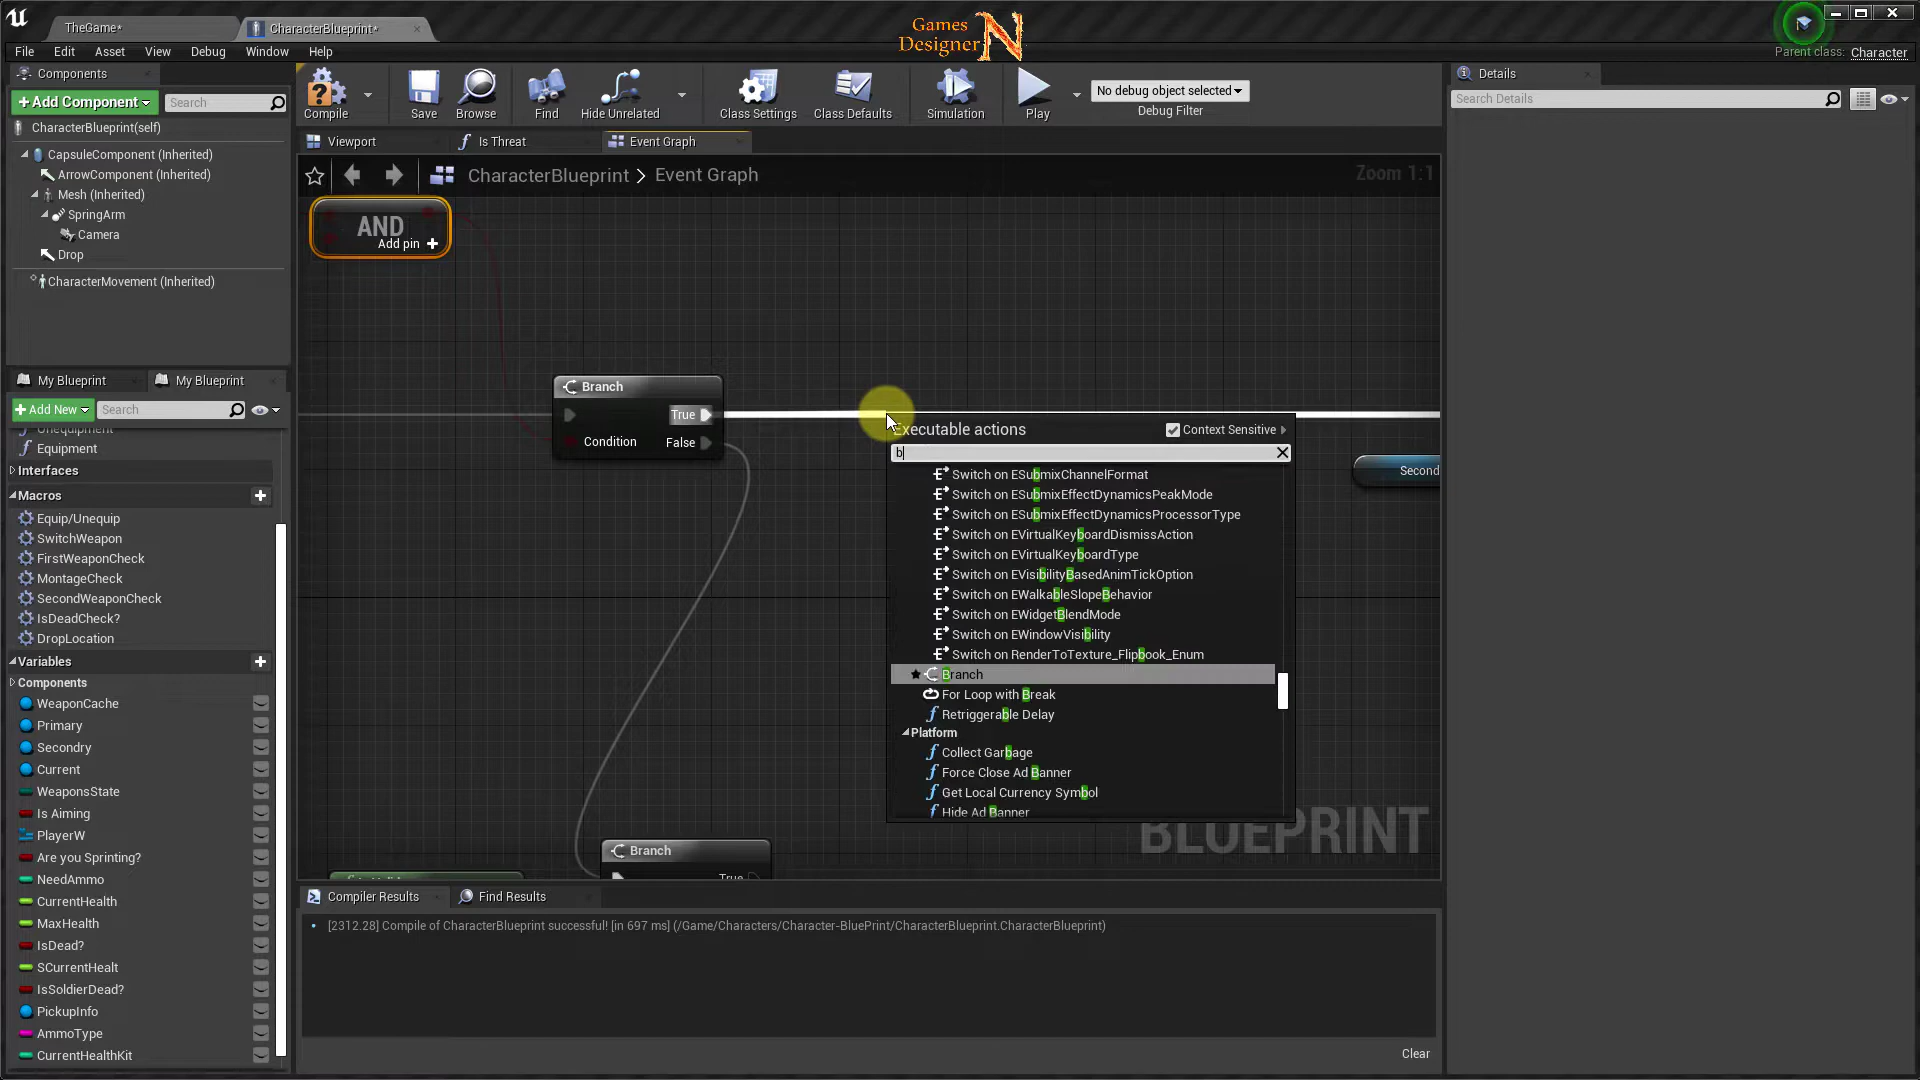 TheGame*
CharacterBlueprint*
Games
Designer N
Parent class: Character
File Edit Asset View Debug Window Help
Components
+Add Component
Search
CharacterBlueprint(self)
CapsuleComponent (Inherited)
ArrowComponent (Inherited)
Mesh (Inherited)
SpringArm
Camera
Drop
CharacterMovement (Inherited)
Compile
Save
Browse
Find
Hide Unrelated
Class Settings
Class Defaults
Simulation
Play
No debug object selected
Debug Filter
Details
Search Details
Viewport
Is Threat
Event Graph
CharacterBlueprint > Event Graph
Zoom 1:1
AND
Add pin +
Branch
True
Condition
False
Executable actions
Context Sensitive
b
Switch on ESubmixChannelFormat
Switch on ESubmixEffectDynamicsPeakMode
Switch on ESubmixEffectDynamicsProcessorType
Switch on EVirtualKeyboardDismissAction
Switch on EVirtualKeyboardType
Switch on EVisibilityBasedAnimTickOption
Switch on EWalkableSlopeBehavior
Switch on EWidgetBlendMode
Switch on EWindowVisibility
Switch on RenderToTexture_Flipbook_Enum
Branch
For Loop with Break
Retriggerable Delay
Platform
Collect Garbage
Force Close Ad Banner
Get Local Currency Symbol
Hide Ad Banner
Second
BLUEPRINT
Branch
True
My Blueprint
My Blueprint
+Add New
Search
Unequipment
Equipment
Interfaces
Macros
Equip/Unequip
SwitchWeapon
FirstWeaponCheck
MontageCheck
SecondWeaponCheck
IsDeadCheck?
DropLocation
Variables
Components
WeaponCache
Primary
Secondry
Current
WeaponsState
Is Aiming
PlayerW
Are you Sprinting?
NeedAmmo
CurrentHealth
MaxHealth
IsDead?
SCurrentHealt
IsSoldierDead?
PickupInfo
AmmoType
CurrentHealthKit
Compiler Results
Find Results
[2312.28] Compile of CharacterBlueprint successful! [in 697 ms] (/Game/Characters/Character-BluePrint/CharacterBlueprint.CharacterBlueprint)
Clear